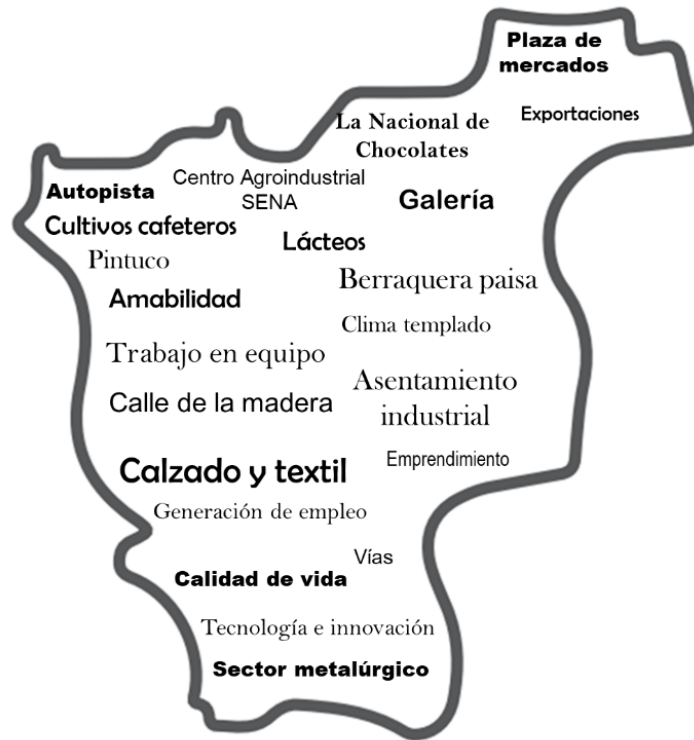 Plaza de
mercados
Exportaciones
La Nacional de
Chocolates
Centro Agroindustrial
SENA
Autopista
Galería
Cultivos cafeteros
Lácteos
Pintuco
Berraquera paisa
Amabilidad
Clima templado
Trabajo en equipo
Asentamiento
industrial
Calle de la madera
Calzado y textil
Emprendimiento
Generación de empleo
Vías
Calidad de vida
Tecnología e innovación
Sector metalúrgico